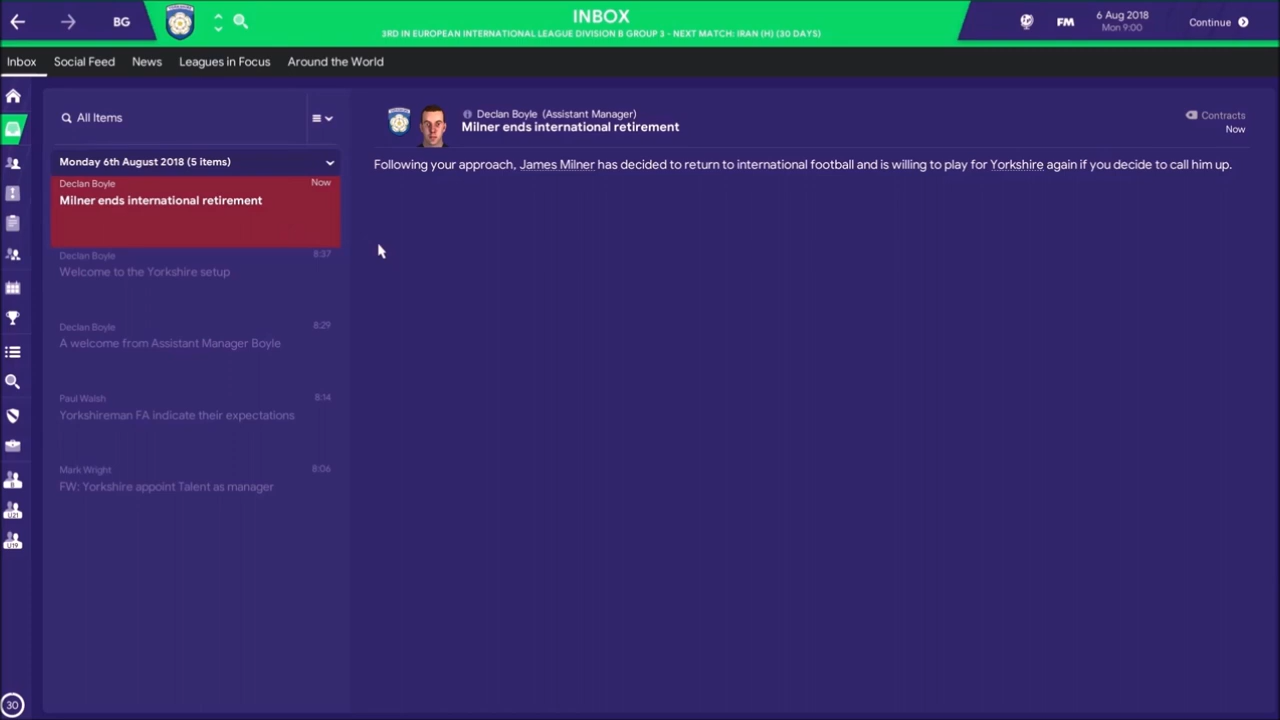 BG
INBOX
3RD IN EUROPEAN INTERNATIONAL LEAGUE DIVISION B GROUP 3 - NEXT MATCH: IRAN (H) (30 DAYS)
FM
6 Aug 2018
Mon 9:00
Continue
Inbox
Social Feed
News
Leagues in Focus
Around the World
All Items
Monday 6th August 2018 (5 items)
Declan Boyle
Now
Milner ends international retirement
Declan Boyle
8:37
Welcome to the Yorkshire setup
Declan Boyle
8:29
A welcome from Assistant Manager Boyle
Paul Walsh
8:14
Yorkshireman FA indicate their expectations
Mark Wright
8:06
FW: Yorkshire appoint Talent as manager
Declan Boyle (Assistant Manager)
Milner ends international retirement
Contracts
Now
Following your approach, James Milner has decided to return to international football and is willing to play for Yorkshire again if you decide to call him up.
B
U21
U19
30